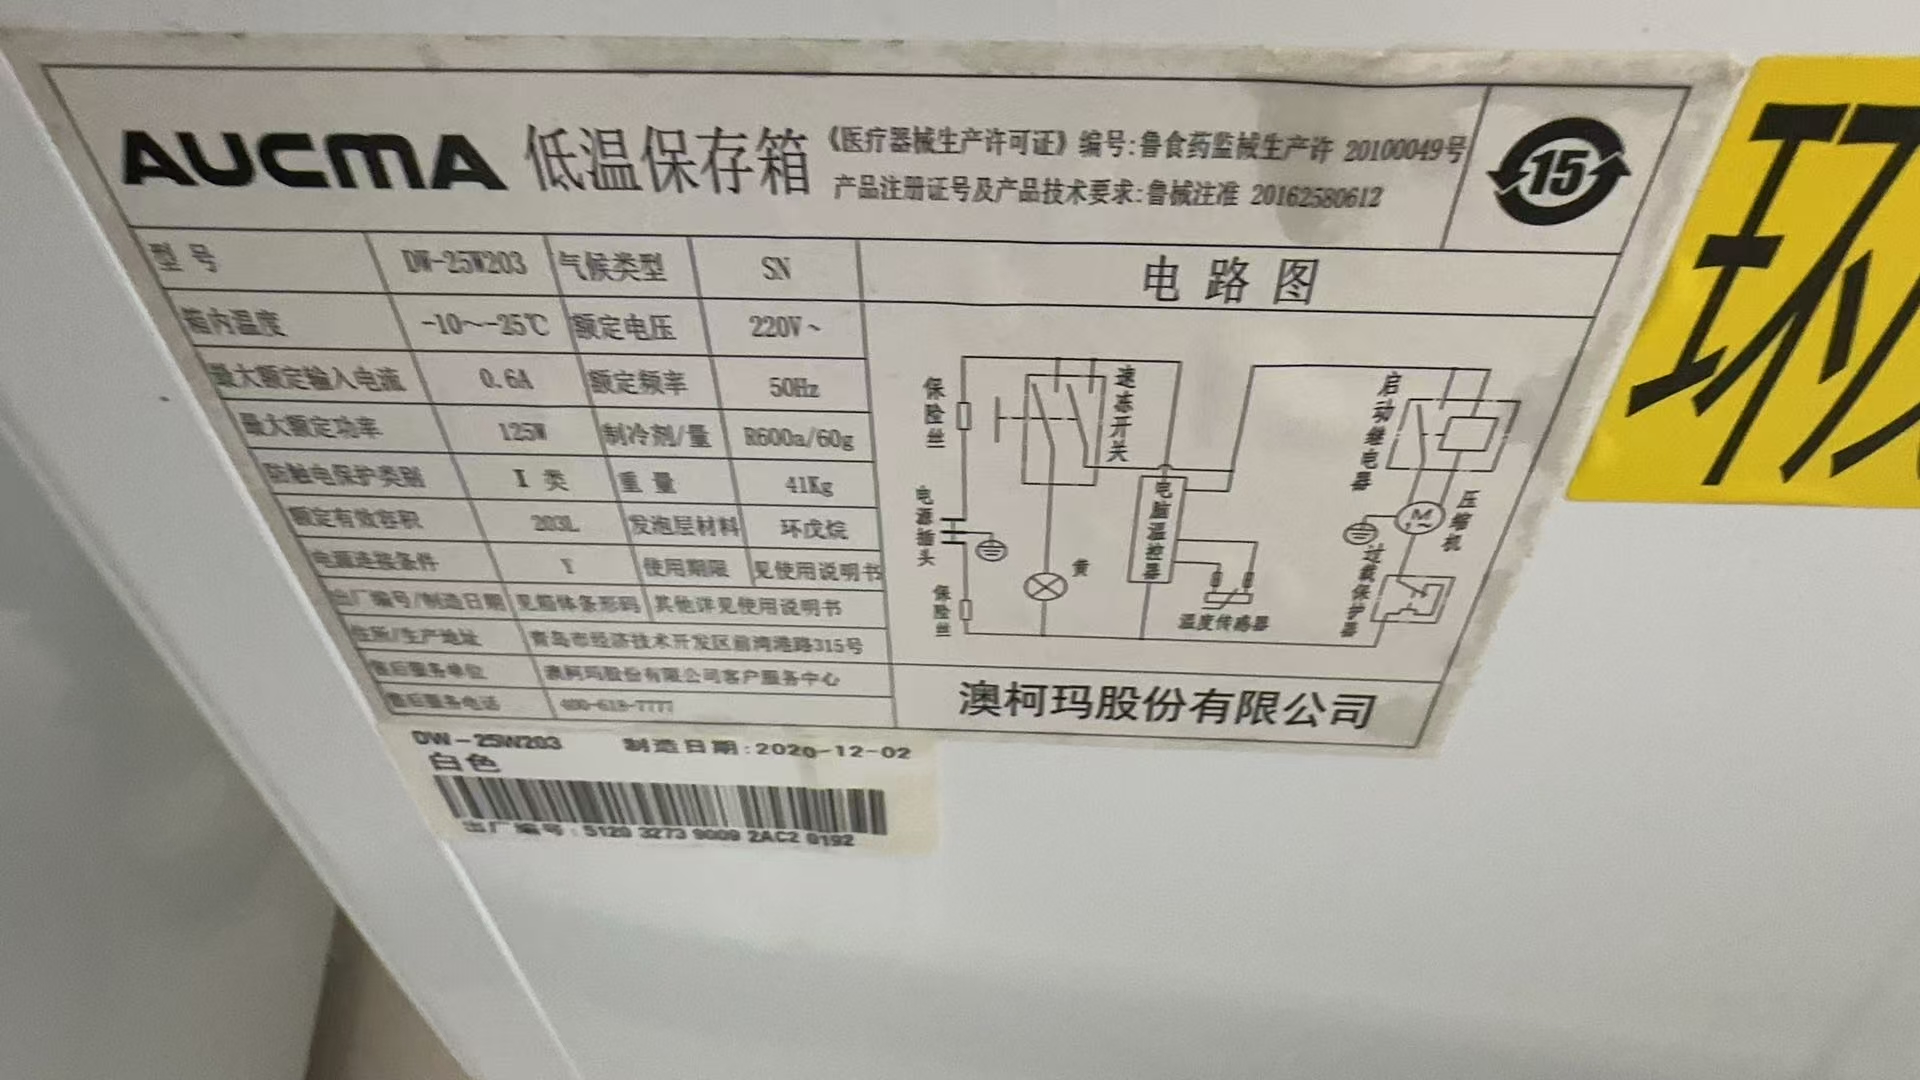 AUCMA 低温保存箱
《医疗器械生产许可证》编号:鲁食药监械生产许 20100049号
产品注册证号及产品技术要求:鲁械注准 20162580612
15
型号 DW-25W203 气候类型 SN
箱内温度 -10~-25℃ 额定电压 220V~
最大额定输入电流 0.6A 额定频率 50Hz
最大额定功率 125W 制冷剂/量 R600a/60g
防触电保护类别 I 类 重量 41Kg
额定有效容积 203L 发泡层材料 环戊烷
电源连接条件 Y 使用期限 见使用说明书
出厂编号/制造日期 见箱体条形码 其他详见使用说明书
住所/生产地址 青岛市经济技术开发区前湾港路315号
售后服务单位 澳柯玛股份有限公司客户服务中心
售后服务电话 400-618-7777
电路图
保险丝
速冻开关
启动继电器
电源插头
电脑温控器
压缩机
M
过载保护器
黄
保险丝
温度传感器
澳柯玛股份有限公司
DW-25W203 制造日期:2020-12-02
白色
出厂编号:5120 3273 9009 2AC2 0192
环